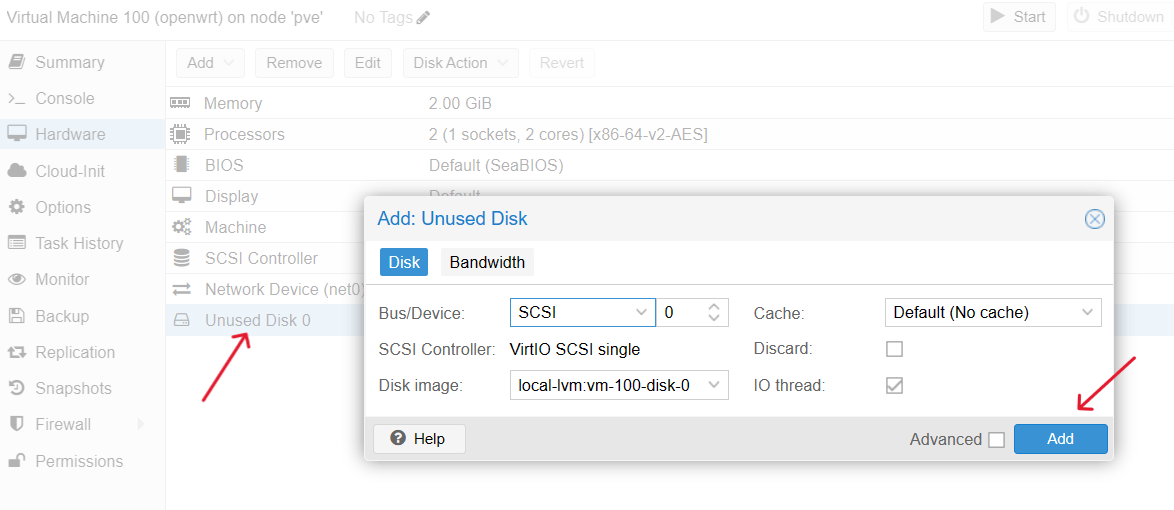 Virtual Machine 100 (openwrt) on node 'pve' No Tags Start Shutdown
Summary
Console
Hardware
Cloud-Init
Options
Task History
Monitor
Backup
Replication
Snapshots
Firewall
Permissions
Add Remove Edit Disk Action Revert
Memory 2.00 GiB
Processors 2 (1 sockets, 2 cores) [x86-64-v2-AES]
BIOS Default (SeaBIOS)
Display Default
Machine
SCSI Controller
Network Device (net0)
Unused Disk 0
Add: Unused Disk
Disk Bandwidth
Bus/Device: SCSI 0 Cache: Default (No cache)
SCSI Controller: VirtIO SCSI single Discard:
Disk image: local-lvm:vm-100-disk-0 IO thread:
Help Advanced Add